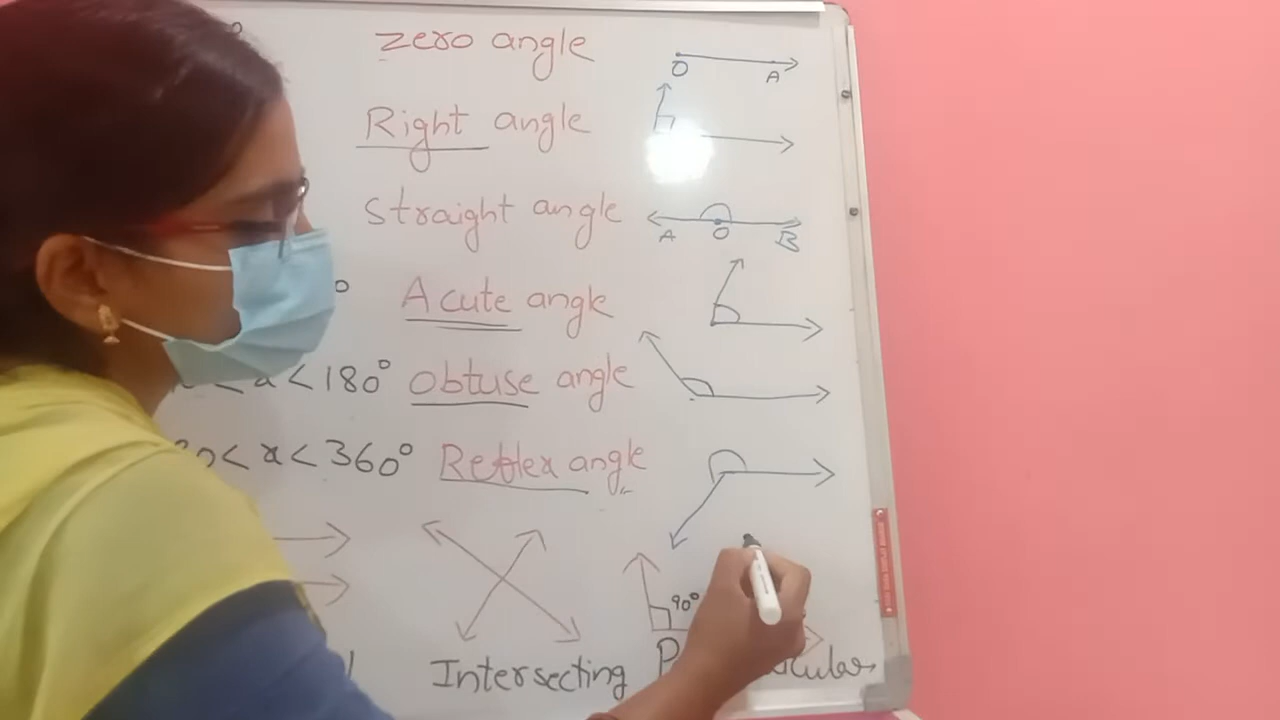 zero angle O A
Right angle
Straight angle A O B
Acute angle
< x < 180° Obtuse angle
< x < 360° Reflex angle
90°
Intersecting